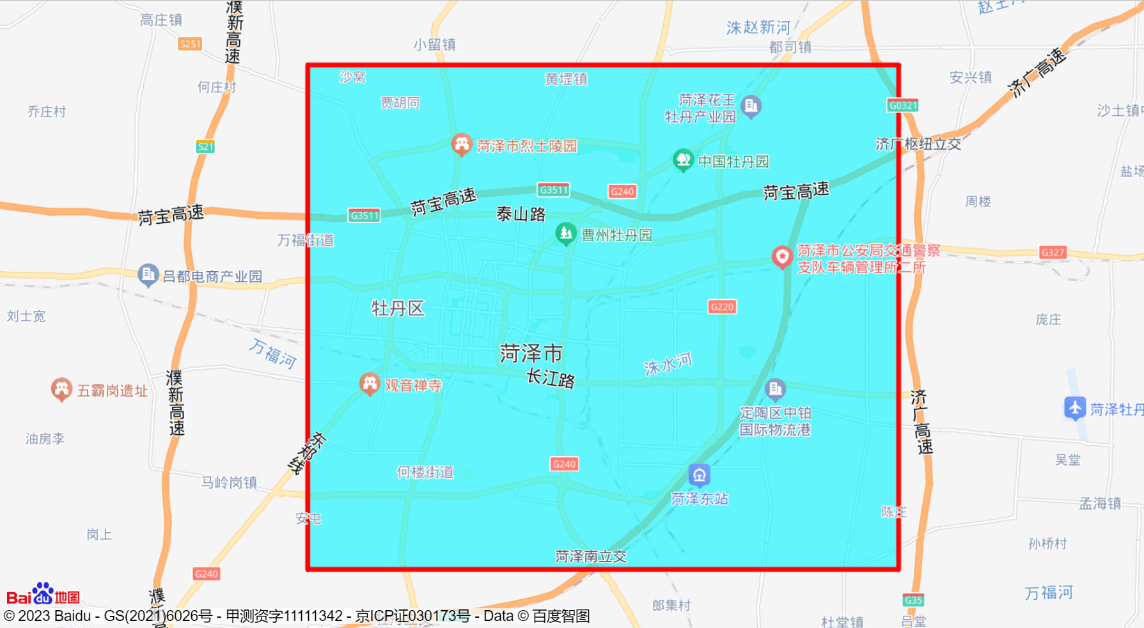 高庄镇
濮新高速
洙赵新河
S251
小留镇
都司镇
沙窝
黄堽镇
安兴镇
济广高速
何庄村
贾胡同
菏泽花王
牡丹产业园
G0321
乔庄村
S21
菏泽市烈士陵园
济广枢纽立交
中国牡丹园
G3511
G240
菏宝高速
菏宝高速
周楼
菏宝高速
G3511
泰山路
万福街道
曹州牡丹园
菏泽市公安局交通警察
支队车辆管理所二所
G327
吕都电商产业园
牡丹区
G220
刘士宽
庞庄
万福河
菏泽市
洙水河
长江路
五霸岗遗址
濮新高速
观音禅寺
定陶区中铂
国际物流港
济广高速
菏泽牡丹
油房李
东郑线
G240
何楼街道
吴堂
马岭岗镇
菏泽东站
孟海镇
安屯
陈庄
岗上
孙桥村
菏泽南立交
G240
万福河
郎集村
G35
杜堂镇
吕堂
Bai du 地图
© 2023 Baidu - GS(2021)6026号 - 甲测资字11111342 - 京ICP证030173号 - Data © 百度智图